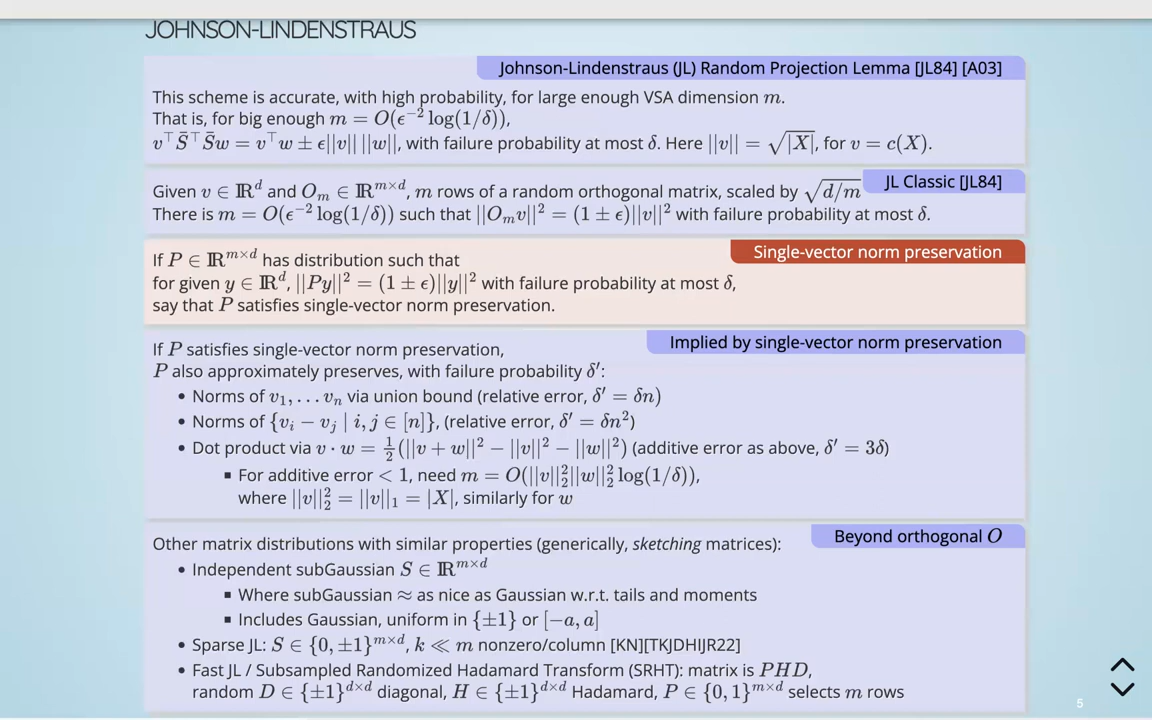 JOHNSON-LINDENSTRAUS
Johnson-Lindenstraus (JL) Random Projection Lemma [JL84] [A03]
This scheme is accurate, with high probability, for large enough VSA dimension m.
That is, for big enough m = O(ϵ⁻² log(1/δ)),
v⊤S̄⊤S̄w = v⊤w ± ϵ||v|| ||w||, with failure probability at most δ. Here ||v|| = √|X|, for v = c(X).
JL Classic [JL84]
Given v ∈ ℝᵈ and Oₘ ∈ ℝᵐˣᵈ, m rows of a random orthogonal matrix, scaled by √d/m
There is m = O(ϵ⁻² log(1/δ)) such that ||Oₘv||² = (1 ± ϵ)||v||² with failure probability at most δ.
Single-vector norm preservation
If P ∈ ℝᵐˣᵈ has distribution such that
for given y ∈ ℝᵈ, ||Py||² = (1 ± ϵ)||y||² with failure probability at most δ,
say that P satisfies single-vector norm preservation.
Implied by single-vector norm preservation
If P satisfies single-vector norm preservation,
P also approximately preserves, with failure probability δ′:
• Norms of v₁, . . . vₙ via union bound (relative error, δ′ = δn)
• Norms of {vᵢ − vⱼ | i, j ∈ [n]}, (relative error, δ′ = δn²)
• Dot product via v · w = ½(||v + w||² − ||v||² − ||w||²) (additive error as above, δ′ = 3δ)
▪ For additive error < 1, need m = O(||v||₂²||w||₂² log(1/δ)),
where ||v||₂² = ||v||₁ = |X|, similarly for w
Beyond orthogonal O
Other matrix distributions with similar properties (generically, sketching matrices):
• Independent subGaussian S ∈ ℝᵐˣᵈ
▪ Where subGaussian ≈ as nice as Gaussian w.r.t. tails and moments
▪ Includes Gaussian, uniform in {±1} or [−a, a]
• Sparse JL: S ∈ {0, ±1}ᵐˣᵈ, k ≪ m nonzero/column [KN][TKJDHIJR22]
• Fast JL / Subsampled Randomized Hadamard Transform (SRHT): matrix is PHD,
random D ∈ {±1}ᵈˣᵈ diagonal, H ∈ {±1}ᵈˣᵈ Hadamard, P ∈ {0, 1}ᵐˣᵈ selects m rows
5